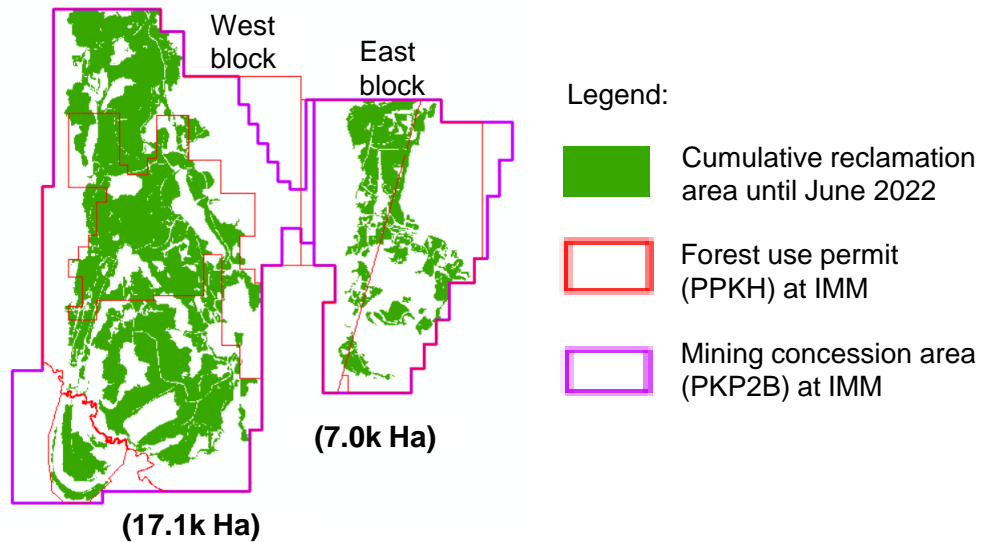 West
block
East
block
Legend:
Cumulative reclamation
area until June 2022
Forest use permit
(PPKH) at IMM
Mining concession area
(PKP2B) at IMM
(7.0k Ha)
(17.1k Ha)